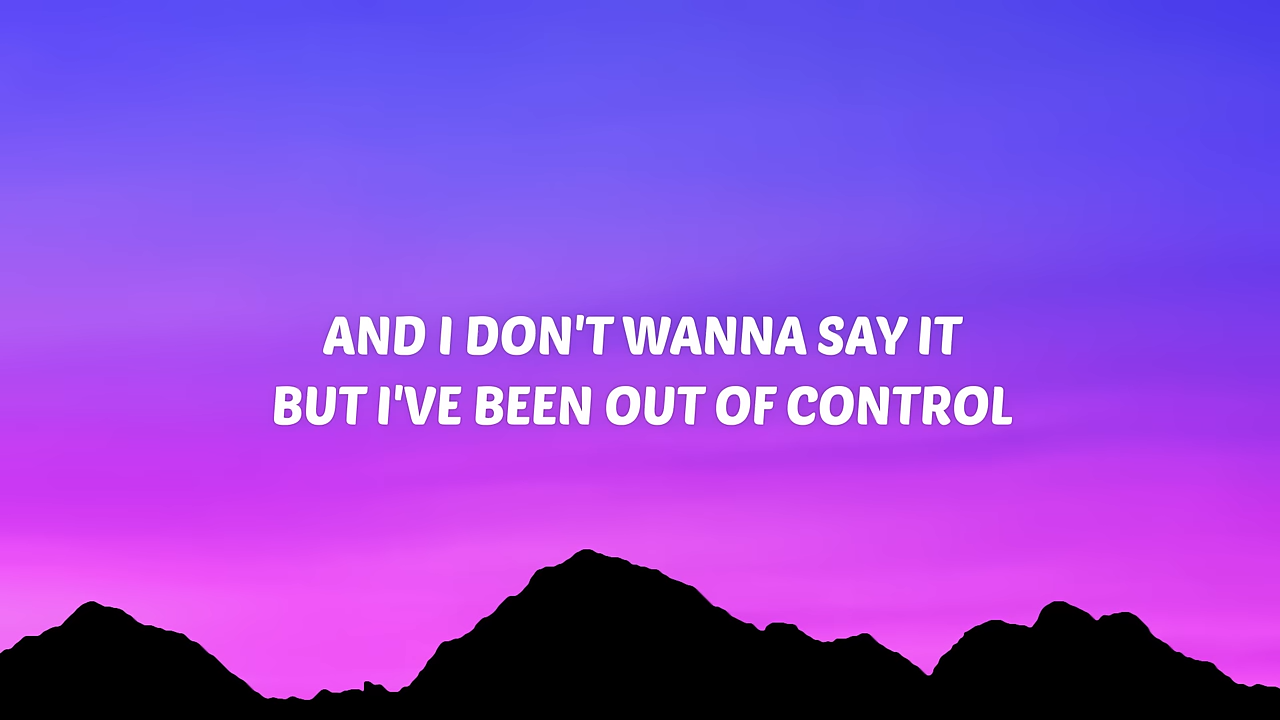 AND I DON'T WANNA SAY IT
BUT I'VE BEEN OUT OF CONTROL